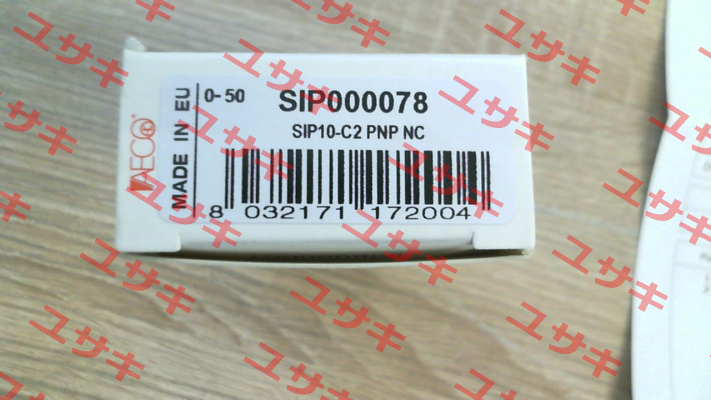 AECO
MADE IN EU
0-50
SIP000078
SIP10-C2 PNP NC
8 032171 172004
ユサキ